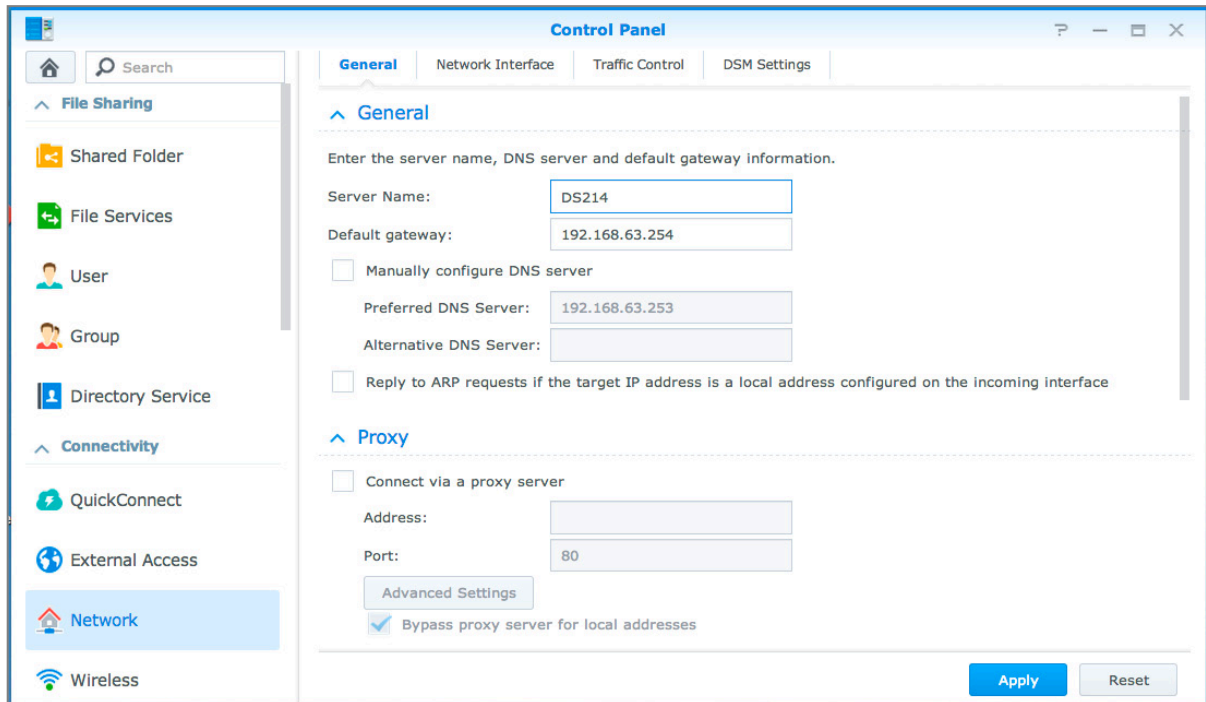 Control Panel
Search
File Sharing
Shared Folder
File Services
User
Group
Directory Service
Connectivity
QuickConnect
External Access
Network
Wireless
General Network Interface Traffic Control DSM Settings
General
Enter the server name, DNS server and default gateway information.
Server Name: DS214
Default gateway: 192.168.63.254
Manually configure DNS server
Preferred DNS Server: 192.168.63.253
Alternative DNS Server:
Reply to ARP requests if the target IP address is a local address configured on the incoming interface
Proxy
Connect via a proxy server
Address:
Port: 80
Advanced Settings
Bypass proxy server for local addresses
Apply Reset